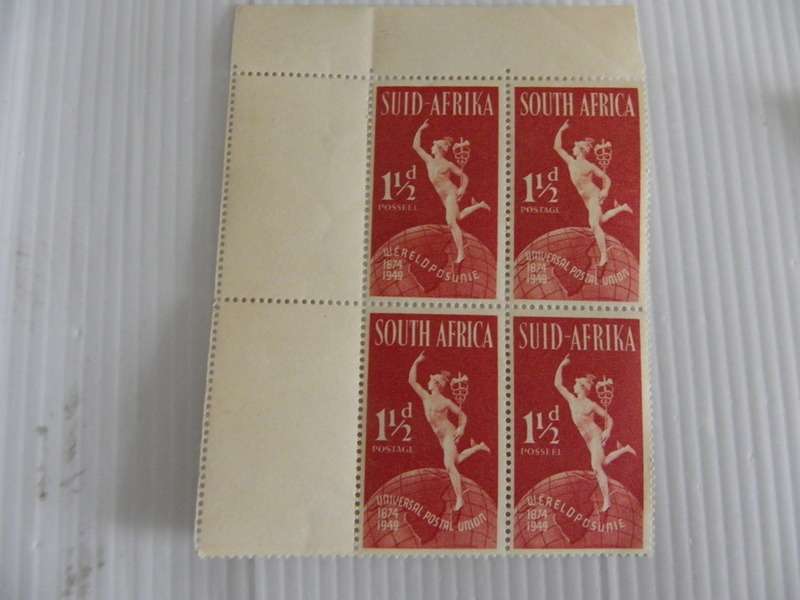 SUID-AFRIKA
1½d
POSSEEL
WERELDPOSUNIE
1874
1949
SOUTH AFRICA
1½d
POSTAGE
UNIVERSAL POSTAL UNION
1874
1949
SOUTH AFRICA
1½d
POSTAGE
UNIVERSAL POSTAL UNION
1874
1949
SUID-AFRIKA
1½d
POSSEEL
WERELDPOSUNIE
1874
1949